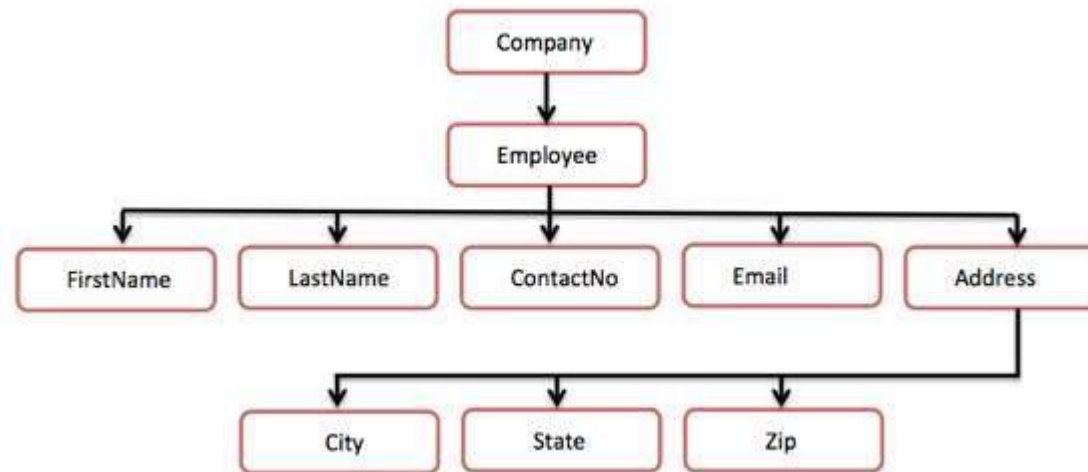 Company
Employee
FirstName
LastName
ContactNo
Email
Address
City
State
Zip